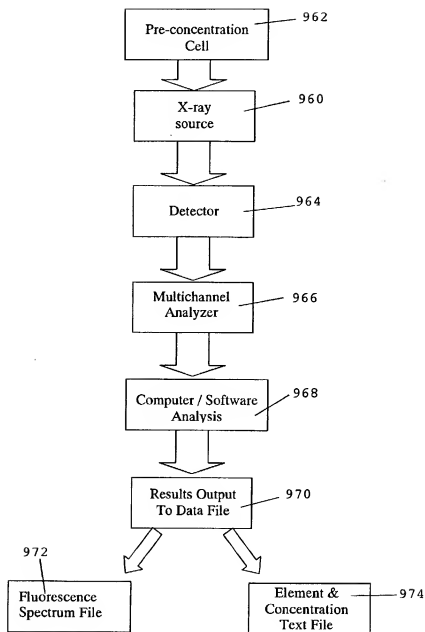 Pre-concentration
Cell
962
X-ray
source
960
Detector
964
Multichannel
Analyzer
966
Computer / Software
Analysis
968
Results Output
To Data File
970
972
Fluorescence
Spectrum File
Element &
Concentration
Text File
974